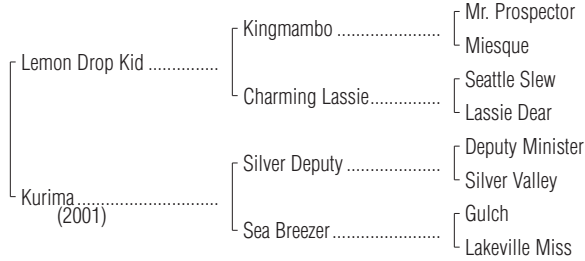 Mr. Prospector
Kingmambo ....................
Miesque
Lemon Drop Kid ..............
Seattle Slew
Charming Lassie..............
Lassie Dear
Deputy Minister
Silver Deputy ..................
Silver Valley
Kurima............................
(2001)
Gulch
Sea Breezer.....................
Lakeville Miss